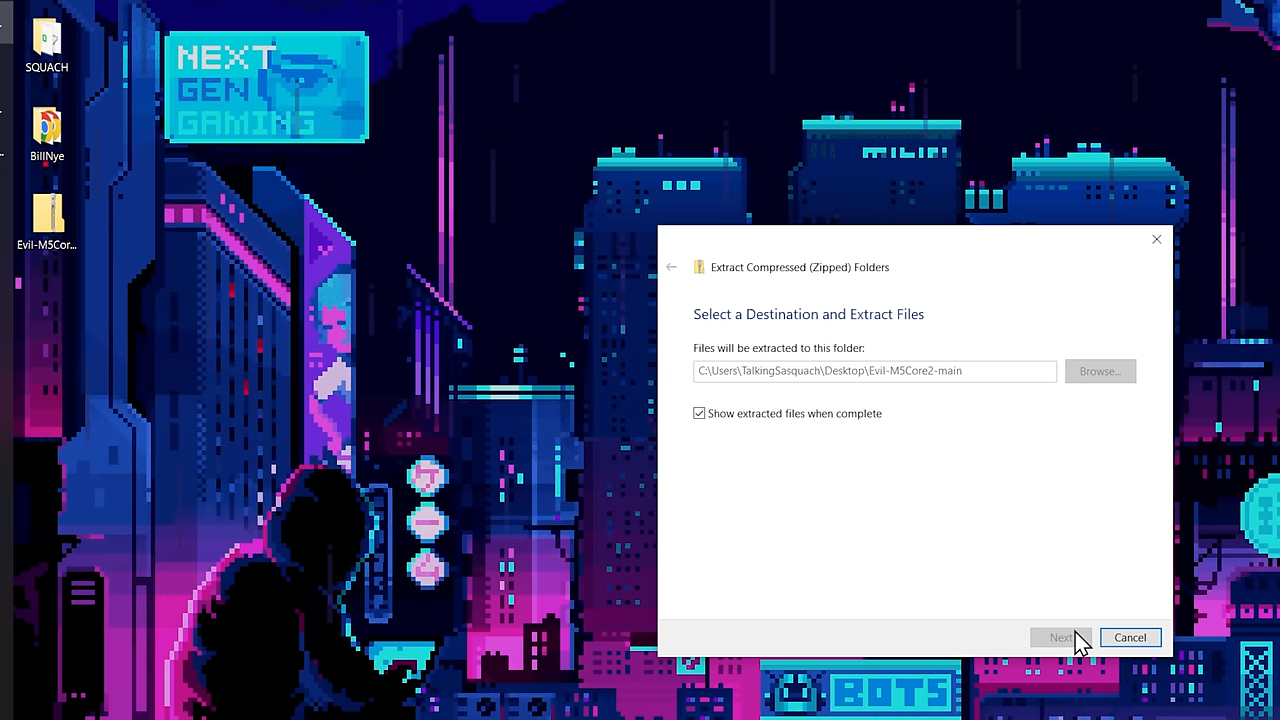 SQUACH
BillNye
Evil-M5Cor...
NEXT
GEN
GAMING
Extract Compressed (Zipped) Folders
Select a Destination and Extract Files
Files will be extracted to this folder:
C:\Users\TalkingSasquach\Desktop\Evil-M5Core2-main
Browse...
Show extracted files when complete
Next
Cancel
BOTS